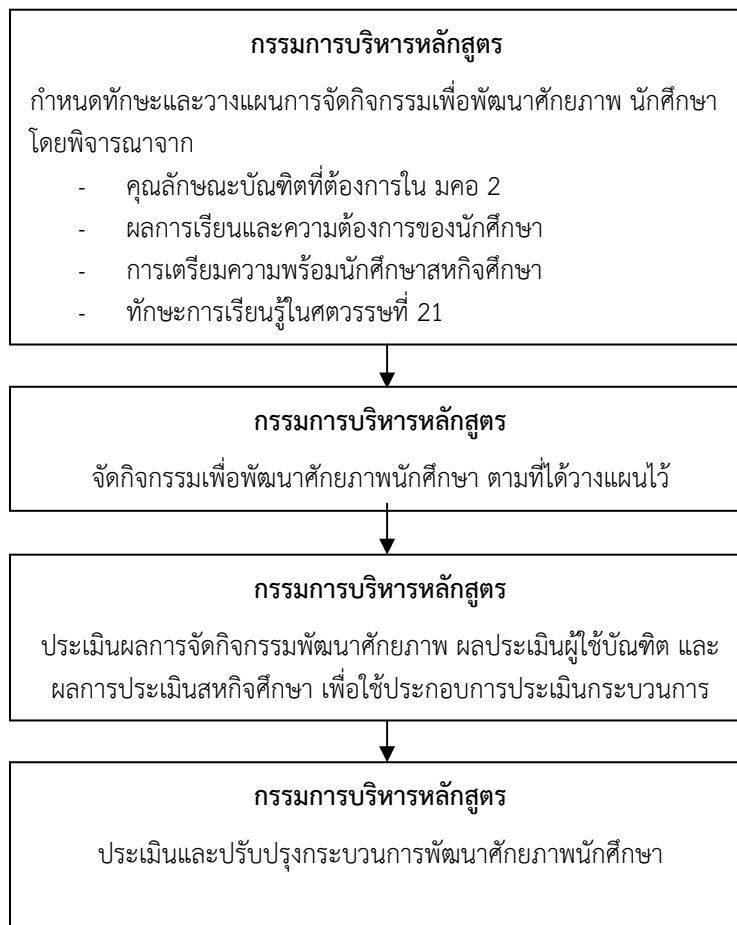 กรรมการบริหารหลักสูตร
กำหนดทักษะและวางแผนการจัดกิจกรรมเพื่อพัฒนาศักยภาพ นักศึกษา
โดยพิจารณาจาก
- คุณลักษณะบัณฑิตที่ต้องการใน มคอ 2
- ผลการเรียนและความต้องการของนักศึกษา
- การเตรียมความพร้อมนักศึกษาสหกิจศึกษา
- ทักษะการเรียนรู้ในศตวรรษที่ 21
กรรมการบริหารหลักสูตร
จัดกิจกรรมเพื่อพัฒนาศักยภาพนักศึกษา ตามที่ได้วางแผนไว้
กรรมการบริหารหลักสูตร
ประเมินผลการจัดกิจกรรมพัฒนาศักยภาพ ผลประเมินผู้ใช้บัณฑิต และ
ผลการประเมินสหกิจศึกษา เพื่อใช้ประกอบการประเมินกระบวนการ
กรรมการบริหารหลักสูตร
ประเมินและปรับปรุงกระบวนการพัฒนาศักยภาพนักศึกษา